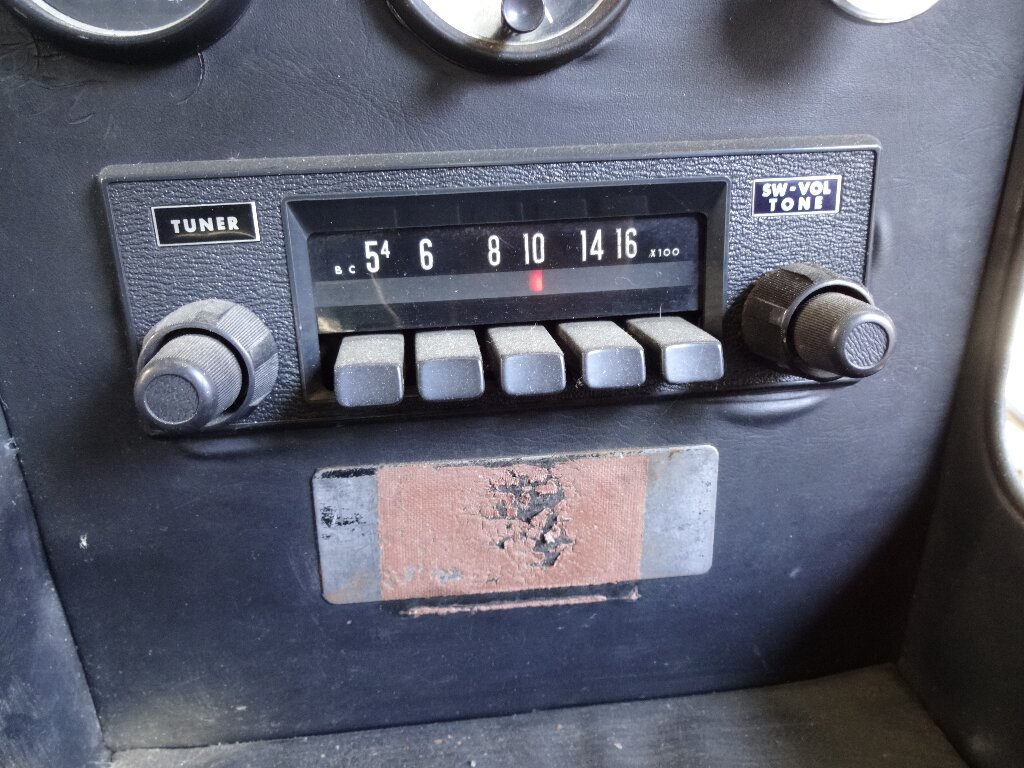 TUNER
SW-VOL
TONE
BC 54 6 8 10 14 16 X100